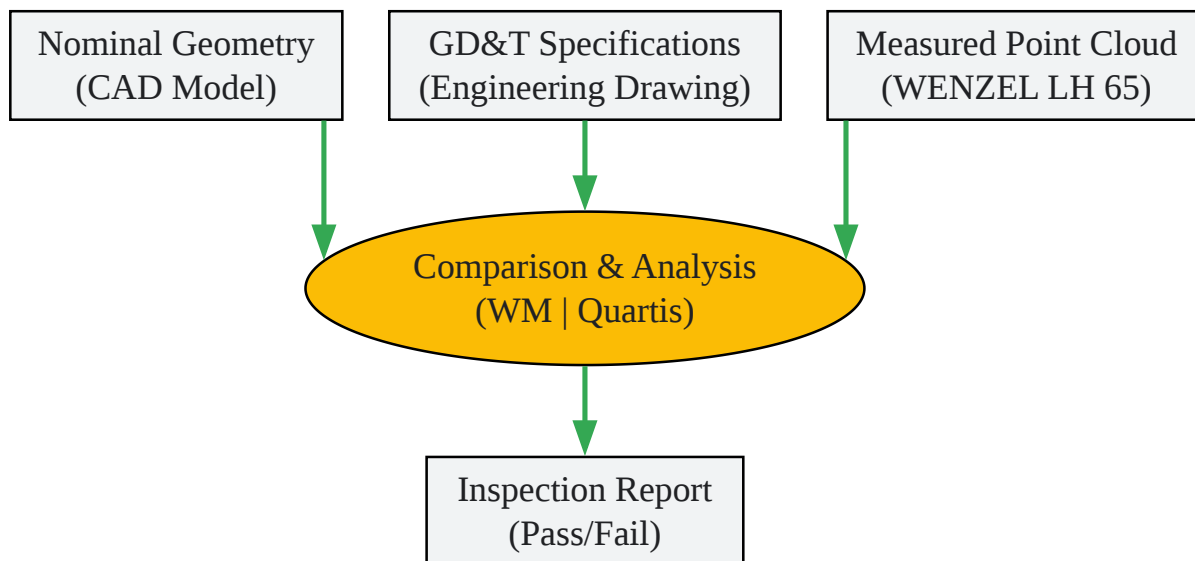 Nominal Geometry
(CAD Model)
GD&T Specifications
(Engineering Drawing)
Measured Point Cloud
(WENZEL LH 65)
Comparison & Analysis
(WM | Quartis)
Inspection Report
(Pass/Fail)